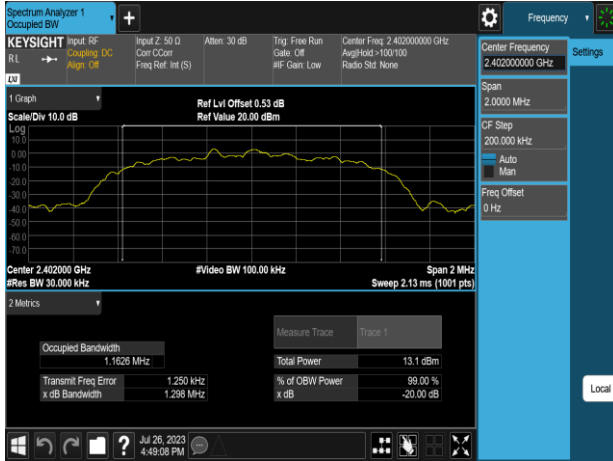 Spectrum Analyzer 1
Occupied BW
+
Frequency
KEYSIGHT
RL
LXI
Input: RF
Coupling: DC
Align: Off
Input Z: 50 Ω
Corr CCorr
Freq Ref: Int (S)
Atten: 30 dB
Trig: Free Run
Gate: Off
#IF Gain: Low
Center Freq: 2.402000000 GHz
Avg|Hold:>100/100
Radio Std: None
1 Graph
Scale/Div 10.0 dB
Ref Lvl Offset 0.53 dB
Ref Value 20.00 dBm
Log
10.0
0.00
-10.0
-20.0
-30.0
-40.0
-50.0
-60.0
-70.0
Center 2.402000 GHz
#Res BW 30.000 kHz
#Video BW 100.00 kHz
Span 2 MHz
Sweep 2.13 ms (1001 pts)
2 Metrics
Measure Trace
Trace 1
Occupied Bandwidth
1.1626 MHz
Total Power
13.1 dBm
Transmit Freq Error
1.250 kHz
% of OBW Power
99.00 %
x dB Bandwidth
1.298 MHz
x dB
-20.00 dB
?
Jul 26, 2023
4:49:08 PM
Center Frequency
2.402000000 GHz
Settings
Span
2.0000 MHz
CF Step
200.000 kHz
Auto
Man
Freq Offset
0 Hz
Local